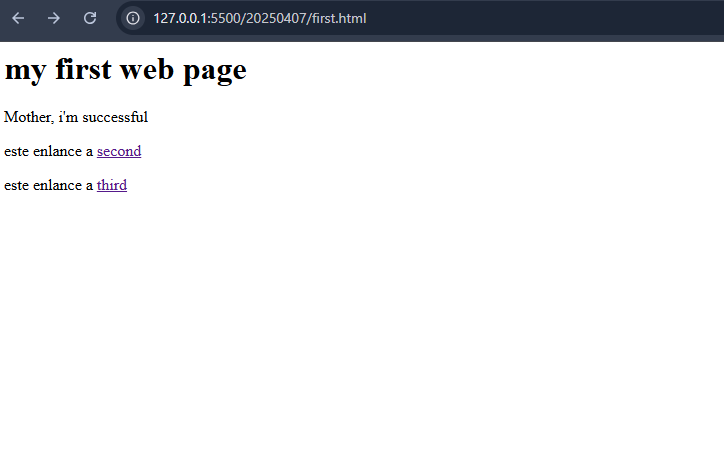 127.0.0.1:5500/20250407/first.html
my first web page
Mother, i'm successful
este enlance a second
este enlance a third